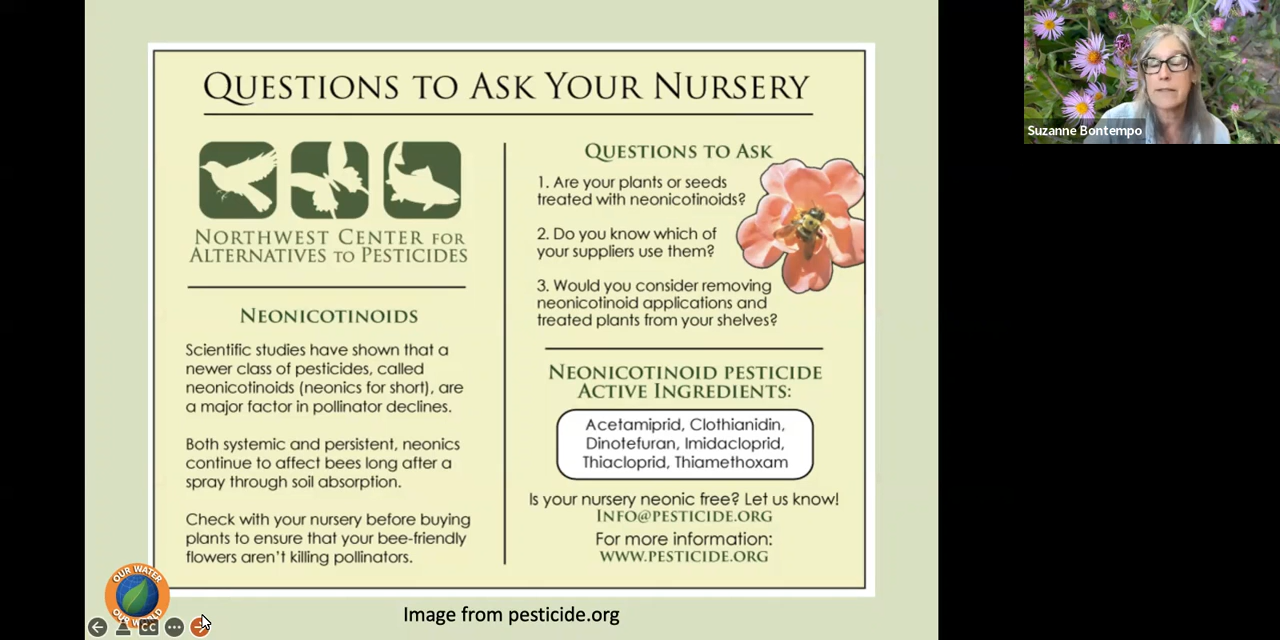 QUESTIONS TO ASK YOUR NURSERY
NORTHWEST CENTER FOR
ALTERNATIVES TO PESTICIDES
NEONICOTINOIDS
Scientific studies have shown that a
newer class of pesticides, called
neonicotinoids (neonics for short), are
a major factor in pollinator declines.
Both systemic and persistent, neonics
continue to affect bees long after a
spray through soil absorption.
Check with your nursery before buying
plants to ensure that your bee-friendly
flowers aren't killing pollinators.
QUESTIONS TO ASK
1. Are your plants or seeds
treated with neonicotinoids?
2. Do you know which of
your suppliers use them?
3. Would you consider removing
neonicotinoid applications and
treated plants from your shelves?
NEONICOTINOID PESTICIDE
ACTIVE INGREDIENTS:
Acetamiprid, Clothianidin,
Dinotefuran, Imidacloprid,
Thiacloprid, Thiamethoxam
Is your nursery neonic free? Let us know!
INFO@PESTICIDE.ORG
For more information:
WWW.PESTICIDE.ORG
OUR WATER
OUR WORLD
CC
Image from pesticide.org
Suzanne Bontempo